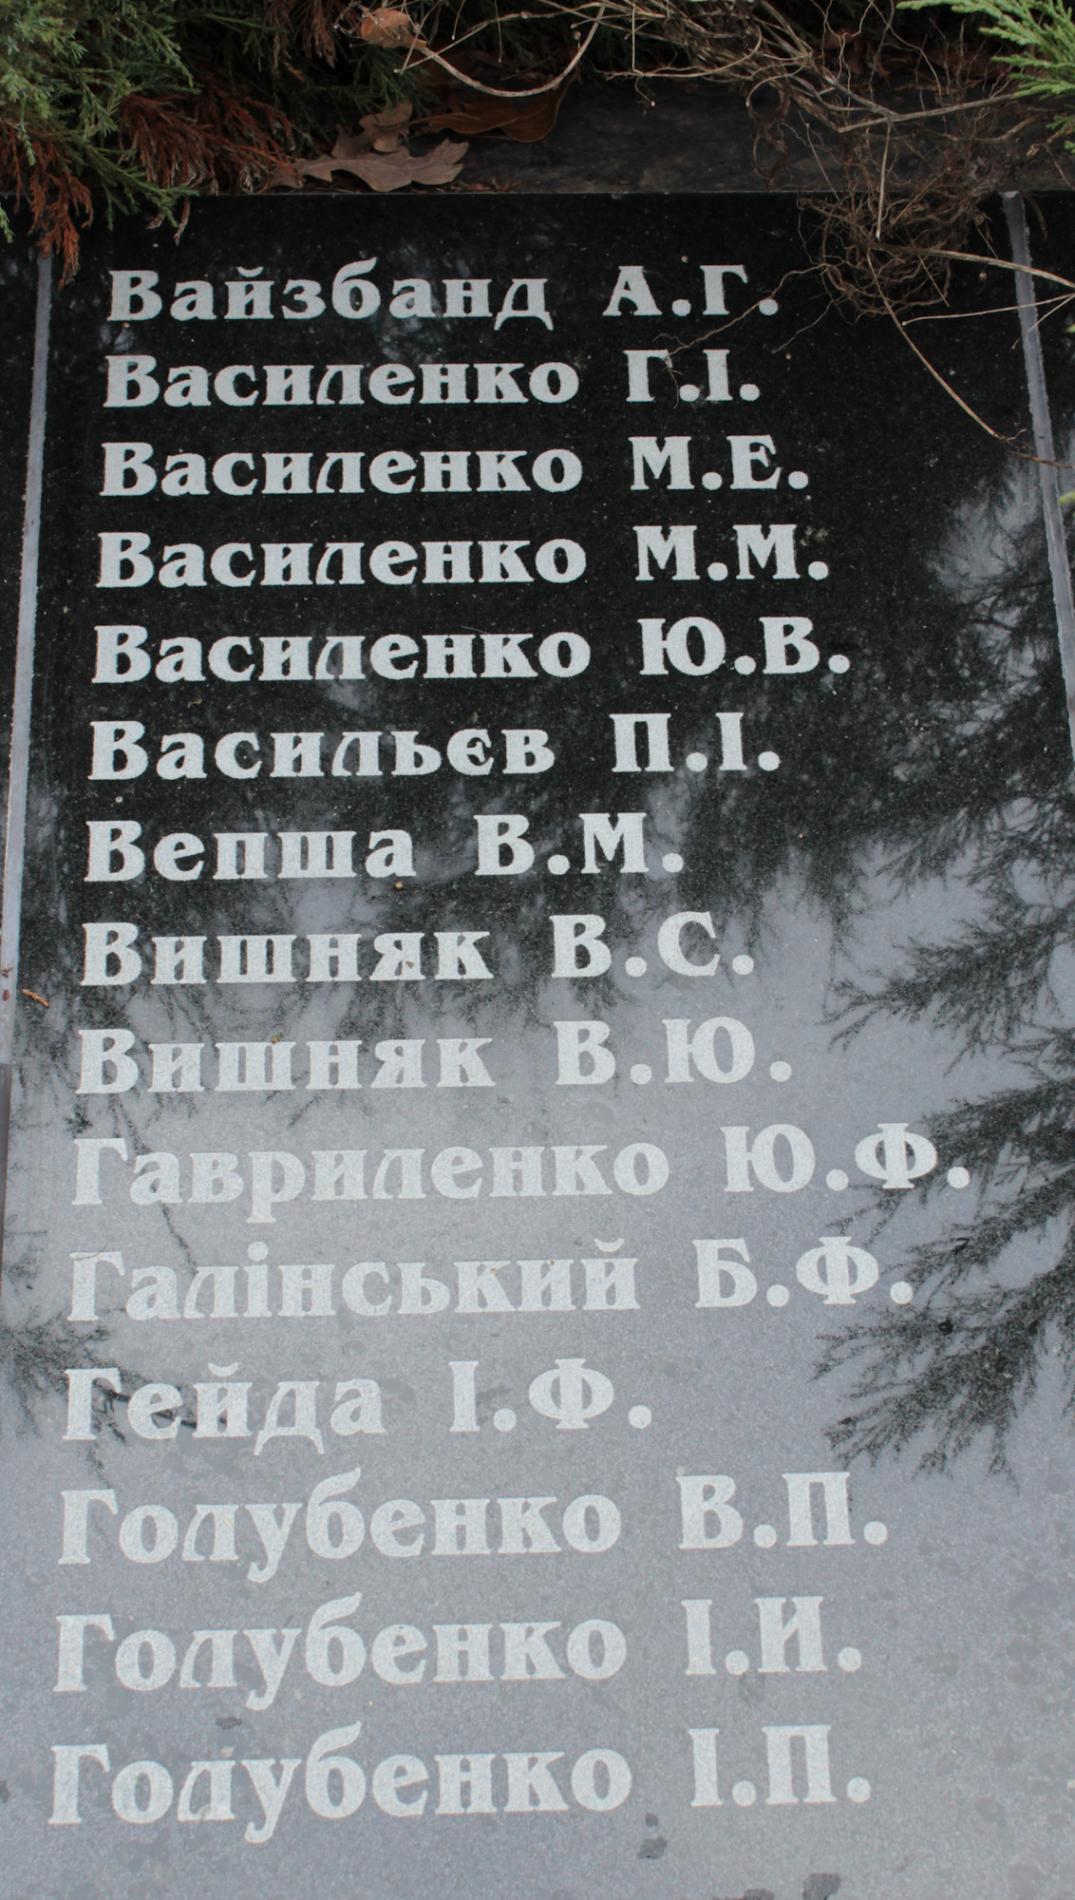 Вайзбанд А.Г.
Василенко Г.І.
Василенко М.Е.
Василенко М.М.
Василенко Ю.В.
Васильєв П.І.
Вепша В.М.
Вишняк В.С.
Вишняк В.Ю.
Гавриленко Ю.Ф.
Галінський Б.Ф.
Гейда І.Ф.
Голубенко В.П.
Голубенко І.И.
Голубенко І.П.